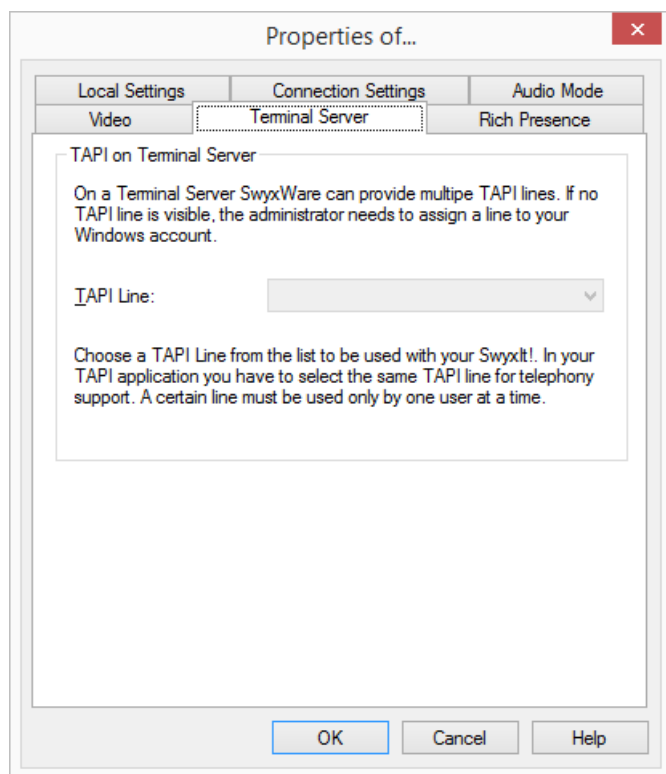 Properties of...
Local Settings
Connection Settings
Audio Mode
Video
Terminal Server
Rich Presence
TAPI on Terminal Server
On a Terminal Server SwyxWare can provide multipe TAPI lines. If no
TAPI line is visible, the administrator needs to assign a line to your
Windows account.
TAPI Line:
Choose a TAPI Line from the list to be used with your SwyxIt!. In your
TAPI application you have to select the same TAPI line for telephony
support. A certain line must be used only by one user at a time.
OK
Cancel
Help